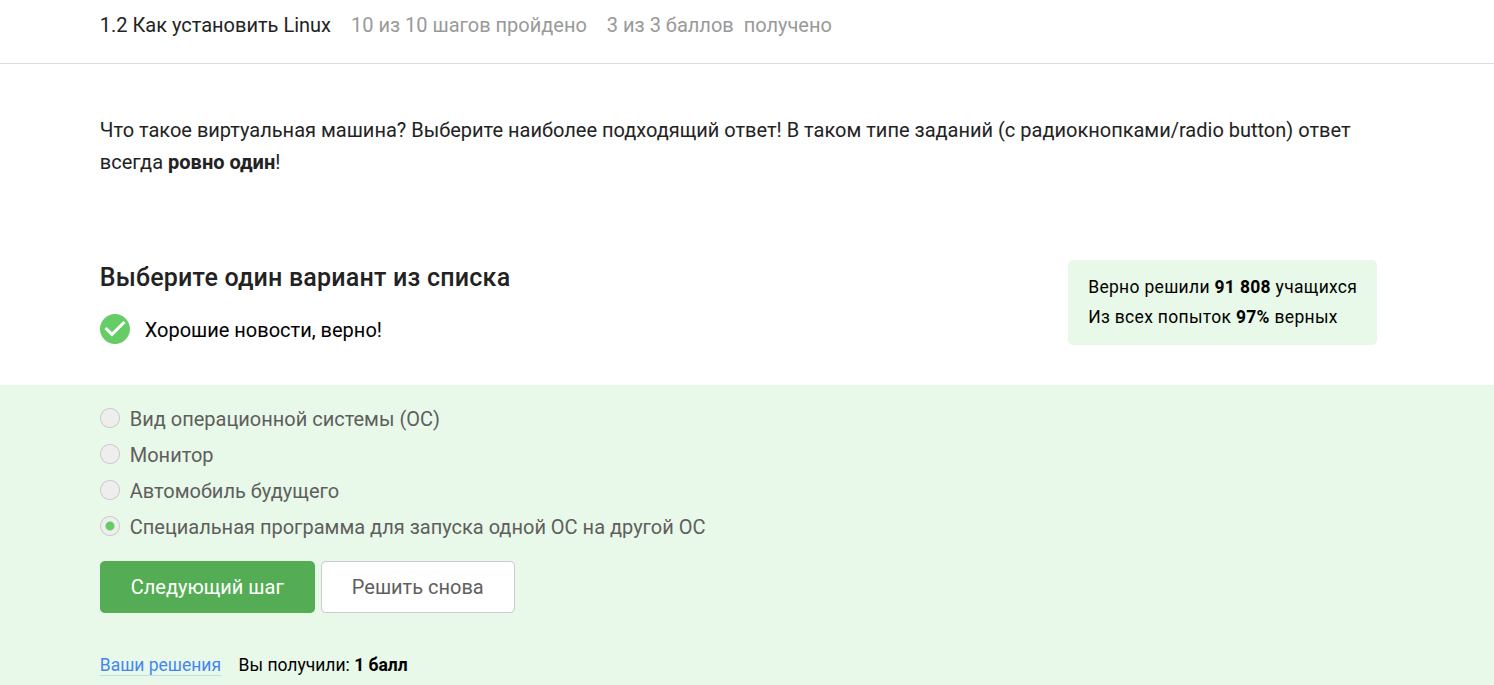 1.2 Как установить Linux 10 из 10 шагов пройдено 3 из 3 баллов получено
Что такое виртуальная машина? Выберите наиболее подходящий ответ! В таком типе заданий (с радиокнопками/radio button) ответ
всегда ровно один!
Выберите один вариант из списка
Верно решили 91 808 учащихся
Из всех попыток 97% верных
Хорошие новости, верно!
Вид операционной системы (ОС)
Монитор
Автомобиль будущего
Специальная программа для запуска одной ОС на другой ОС
Следующий шаг Решить снова
Ваши решения Вы получили: 1 балл